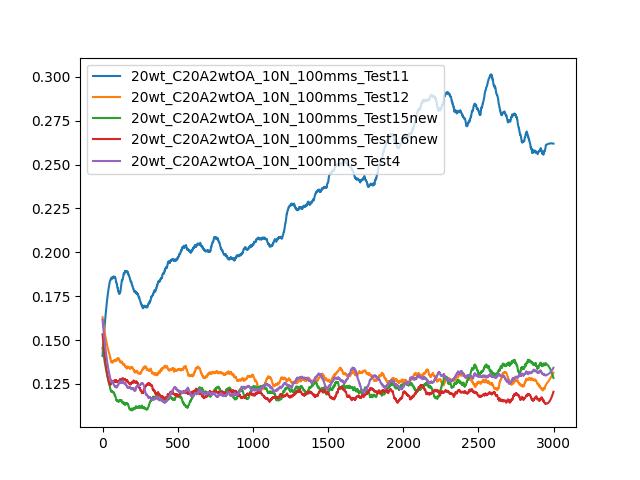 0.300
0.275
0.250
0.225
0.200
0.175
0.150
0.125
20wt_C20A2wtOA_10N_100mms_Test11
20wt_C20A2wtOA_10N_100mms_Test12
20wt_C20A2wtOA_10N_100mms_Test15new
20wt_C20A2wtOA_10N_100mms_Test16new
20wt_C20A2wtOA_10N_100mms_Test4
0 500 1000 1500 2000 2500 3000